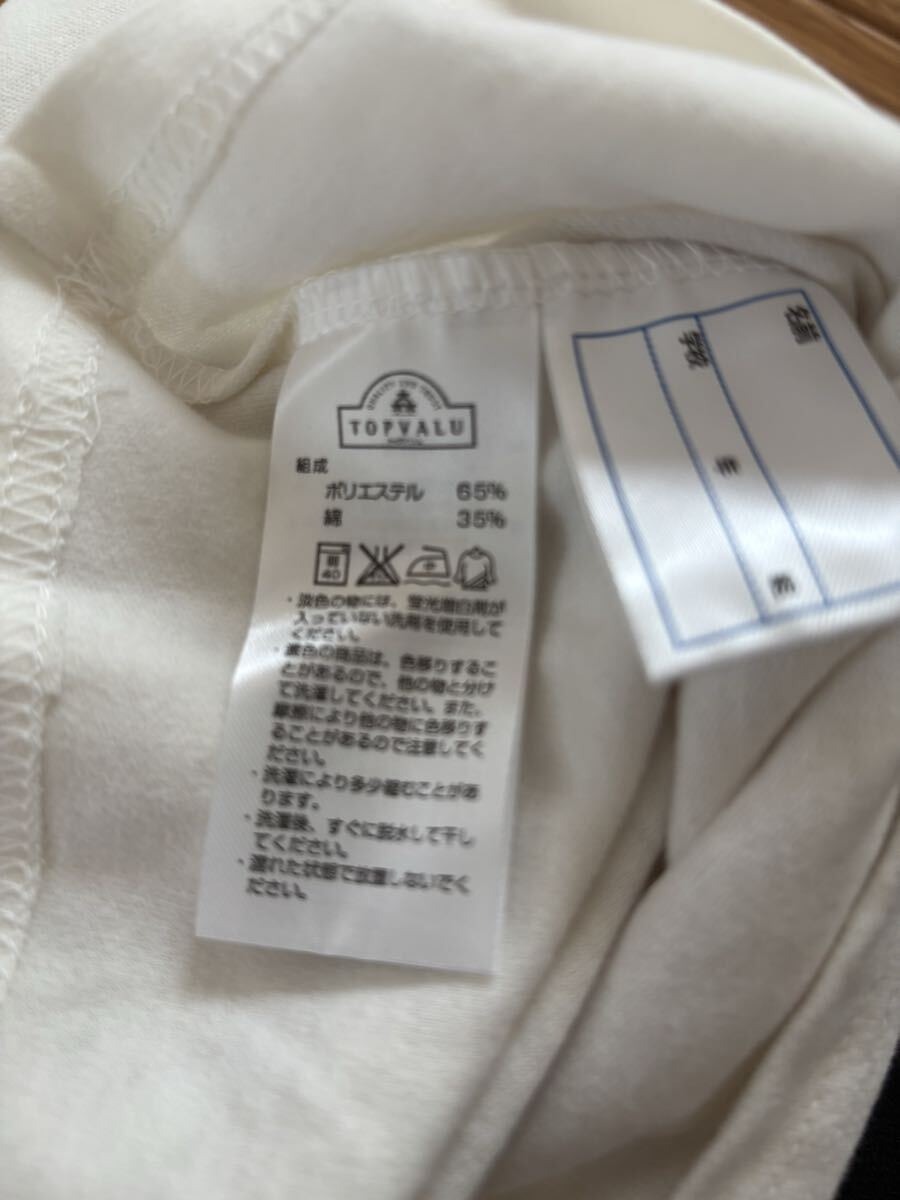 QUALITY AND TRUST
TOPVALU
組成
ポリエステル 65%
綿 35%
40
・淡色の物には、蛍光増白剤が
入っていない洗剤を使用して
ください。
・濃色の商品は、色移りするこ
とがあるので、他の物と分け
て洗濯してください。また、
摩擦により他の物に色移りす
ることがあるので注意してく
ださい。
・洗濯により多少縮むことがあ
ります。
・洗濯後、すぐに脱水して干し
てください。
・濡れた状態で放置しないでく
ださい。
名前
学校
年
組